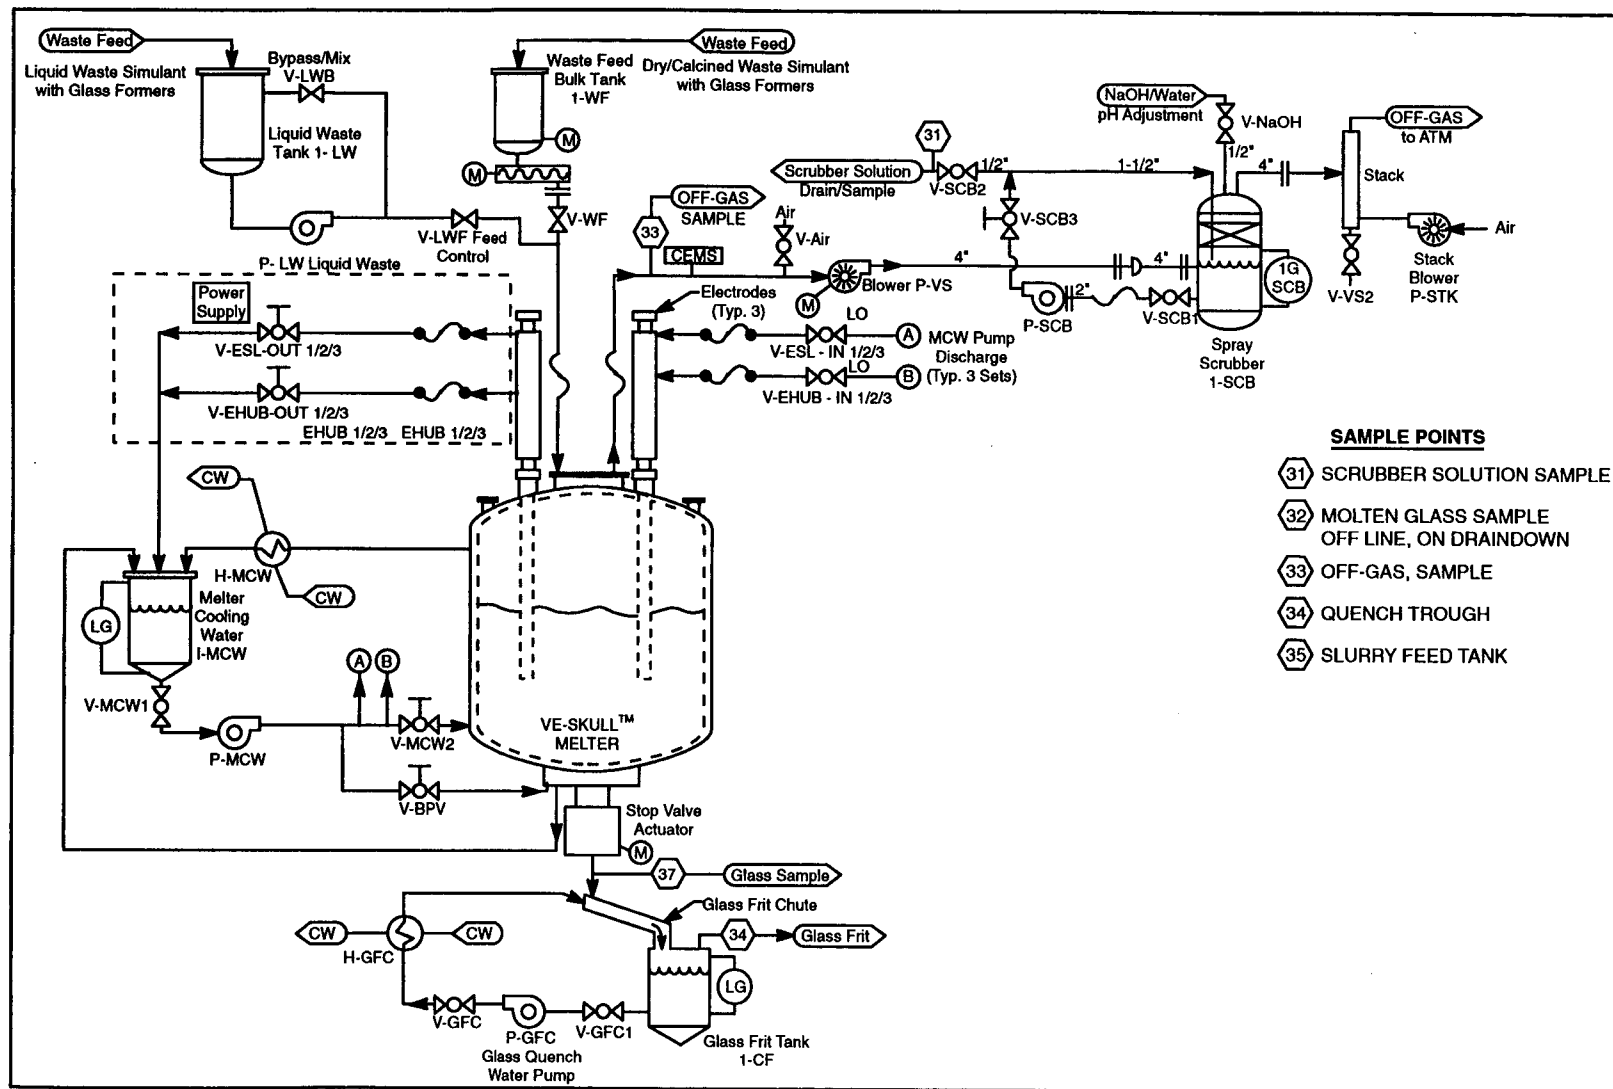 Waste Feed
Liquid Waste Simulant
with Glass Formers
Bypass/Mix
V-LWB
Liquid Waste
Tank 1- LW
P- LW Liquid Waste
V-LWF Feed
Control
Waste Feed
Bulk Tank
1-WF
M
M
V-WF
Waste Feed
Dry/Calcined Waste Simulant
with Glass Formers
OFF-GAS
SAMPLE
33
CEMS
Air
V-Air
M
Blower P-VS
4"
4"
31
Scrubber Solution
Drain/Sample
V-SCB2
1/2"
1-1/2"
V-SCB3
P-SCB
2"
V-SCB1
NaOH/Water
pH Adjustment
V-NaOH
1/2"
4"
OFF-GAS
to ATM
Stack
Air
V-VS2
Stack
Blower
P-STK
1G
SCB
Spray
Scrubber
1-SCB
Power
Supply
V-ESL-OUT 1/2/3
V-EHUB-OUT 1/2/3
EHUB 1/2/3
EHUB 1/2/3
Electrodes
(Typ. 3)
LO
V-ESL - IN 1/2/3
A
LO
V-EHUB - IN 1/2/3
B
MCW Pump
Discharge
(Typ. 3 Sets)
SAMPLE POINTS
31 SCRUBBER SOLUTION SAMPLE
32 MOLTEN GLASS SAMPLE
OFF LINE, ON DRAINDOWN
33 OFF-GAS, SAMPLE
34 QUENCH TROUGH
35 SLURRY FEED TANK
CW
H-MCW
CW
Melter
Cooling
Water
I-MCW
LG
V-MCW1
P-MCW
A
B
V-MCW2
V-BPV
VE-SKULL™
MELTER
Stop Valve
Actuator
M
37
Glass Sample
Glass Frit Chute
34
Glass Frit
CW
H-GFC
CW
LG
V-GFC
P-GFC
Glass Quench
Water Pump
V-GFC1
Glass Frit Tank
1-CF